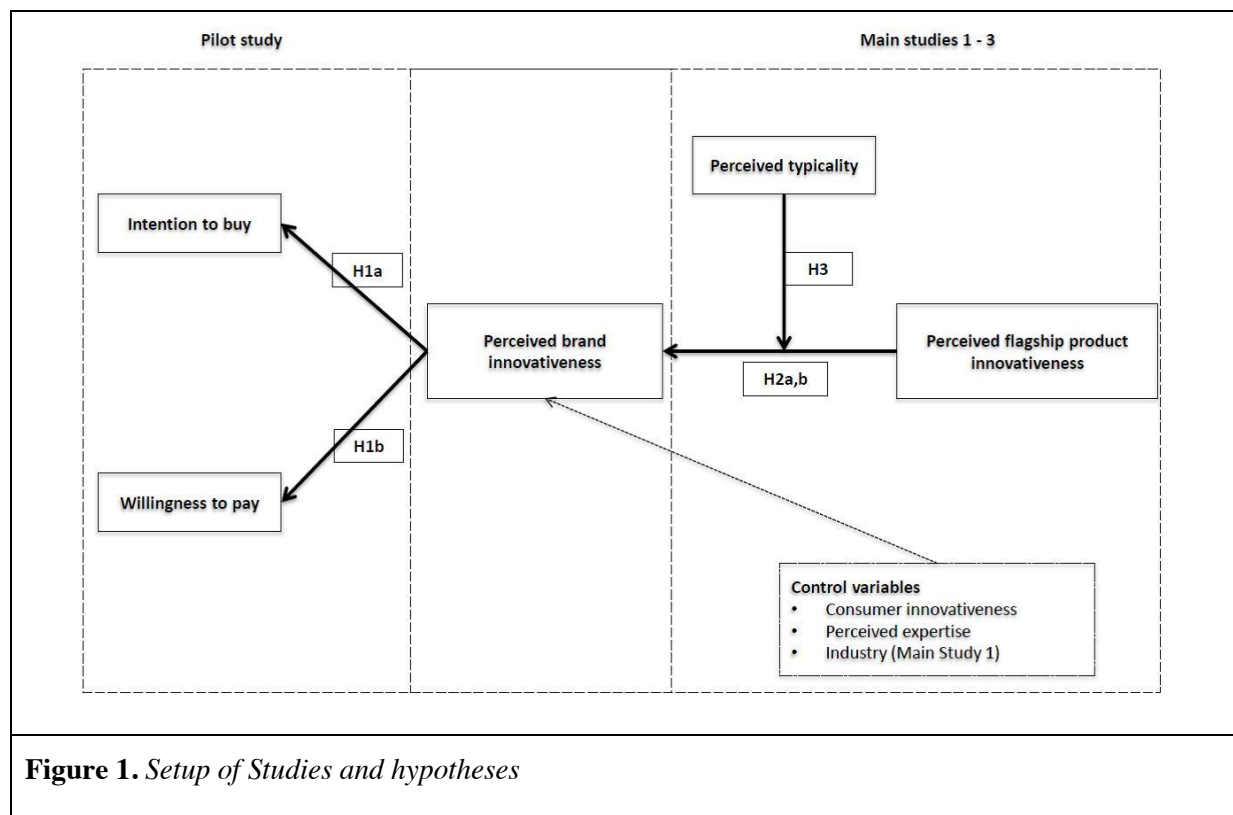 Pilot study
Main studies 1 - 3
Perceived typicality
Intention to buy
H1a
H3
Perceived brand
innovativeness
Perceived flagship product
innovativeness
H2a,b
H1b
Willingness to pay
Control variables
• Consumer innovativeness
• Perceived expertise
• Industry (Main Study 1)
Figure 1. Setup of Studies and hypotheses